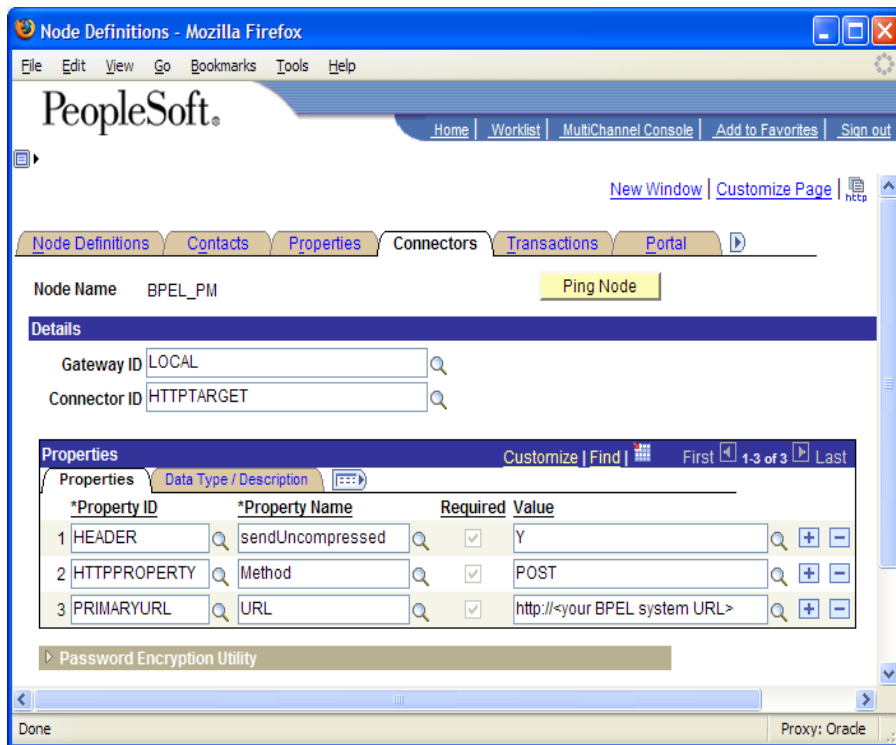 Node Definitions - Mozilla Firefox
File Edit View Go Bookmarks Tools Help
PeopleSoft®
Home | Worklist | MultiChannel Console | Add to Favorites | Sign out
New Window | Customize Page | http
Node Definitions Contacts Properties Connectors Transactions Portal
Node Name BPEL_PM Ping Node
Details
Gateway ID LOCAL
Connector ID HTTPTARGET
Properties Customize | Find | First 1-3 of 3 Last
Properties Data Type / Description
*Property ID *Property Name Required Value
1 HEADER sendUncompressed Y
2 HTTPPROPERTY Method POST
3 PRIMARYURL URL http://<your BPEL system URL>
Password Encryption Utility
Done Proxy: Oracle